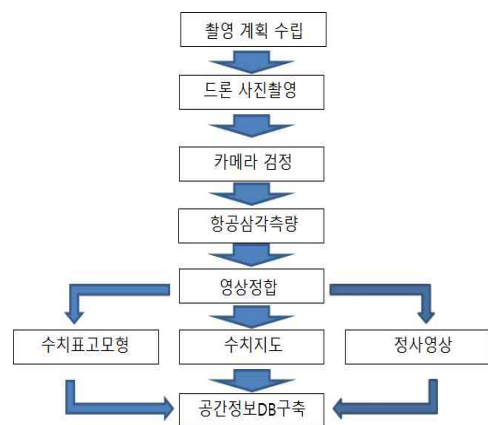 촬영 계획 수립
드론 사진촬영
카메라 검정
항공삼각측량
영상정합
수치표고모형
수치지도
정사영상
공간정보DB구축